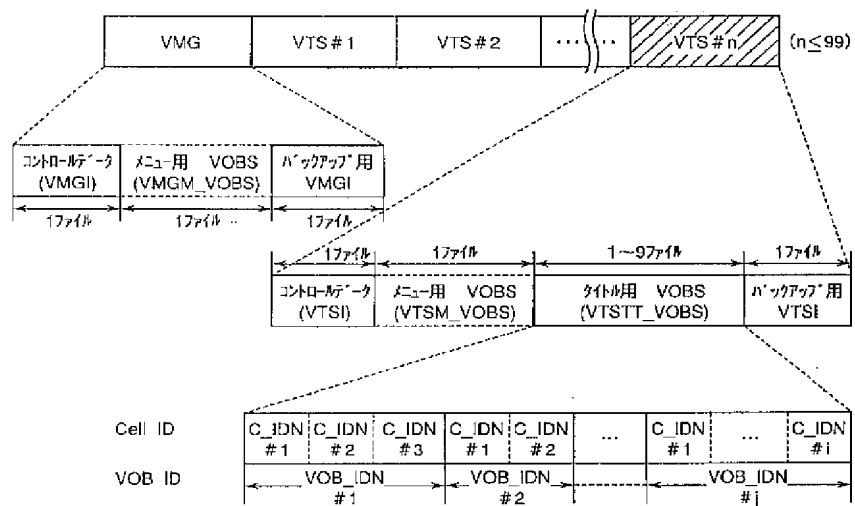 VMG VTS#1 VTS#2 ..... VTS#n (n≤99)
コントロールデータ メニュー用 VOBS バックアップ用
(VMGI) (VMGM_VOBS) VMGI
1ファイル 1ファイル 1ファイル
1ファイル 1ファイル 1〜9ファイル 1ファイル
コントロールデータ メニュー用 VOBS タイトル用 VOBS バックアップ用
(VTSI) (VTSM_VOBS) (VTSTT_VOBS) VTSI
Cell ID C_IDN C_IDN C_IDN C_IDN C_IDN ... C_IDN ... C_IDN
#1 #2 #3 #1 #2 #1 #i
VOB ID VOB_IDN VOB_IDN VOB_IDN
#1 #2 #j